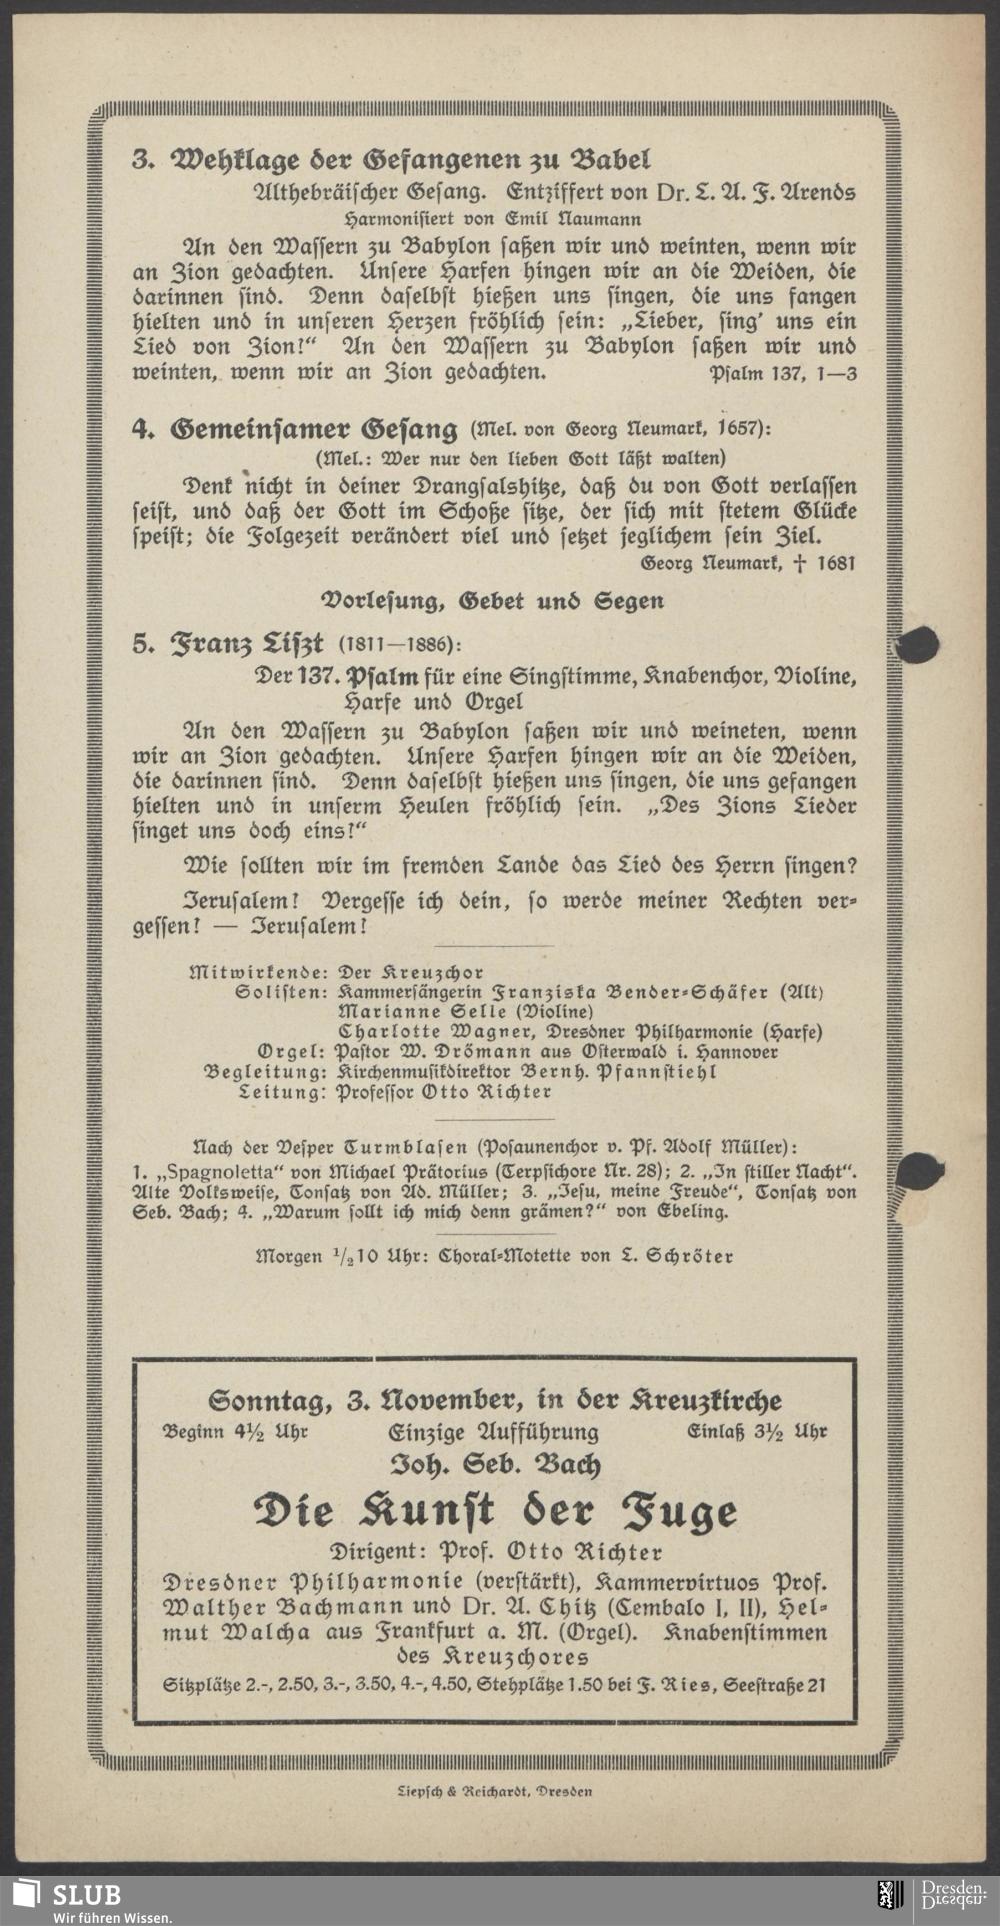 3. Wehklage der Gefangenen zu Babel
Althebräischer Gesang. Entziffert von Dr. L. A. F. Arends
Harmonisiert von Emil Naumann
An den Wassern zu Babylon saßen wir und weinten, wenn wir
an Zion gedachten. Unsere Harfen hingen wir an die Weiden, die
darinnen sind. Denn daselbst hießen uns singen, die uns fangen
hielten und in unseren Herzen fröhlich sein: „Lieber, sing' uns ein
Lied von Zion!“ An den Wassern zu Babylon saßen wir und
weinten, wenn wir an Zion gedachten. Psalm 137, 1—3
4. Gemeinsamer Gesang (Mel. von Georg Neumark, 1657):
(Mel.: Wer nur den lieben Gott läßt walten)
Denk nicht in deiner Drangsalshitze, daß du von Gott verlassen
seist, und daß der Gott im Schoße sitze, der sich mit stetem Glücke
speist; die Folgezeit verändert viel und setzet jeglichem sein Ziel.
Georg Neumark, † 1681
Vorlesung, Gebet und Segen
5. Franz Liszt (1811—1886):
Der 137. Psalm für eine Singstimme, Knabenchor, Violine,
Harfe und Orgel
An den Wassern zu Babylon saßen wir und weineten, wenn
wir an Zion gedachten. Unsere Harfen hingen wir an die Weiden,
die darinnen sind. Denn daselbst hießen uns singen, die uns gefangen
hielten und in unserm Heulen fröhlich sein. „Des Zions Lieder
singet uns doch eins!“
Wie sollten wir im fremden Lande das Lied des Herrn singen?
Jerusalem! Vergesse ich dein, so werde meiner Rechten ver-
gessen! — Jerusalem!
Mitwirkende: Der Kreuzchor
Solisten: Kammersängerin Franziska Bender-Schäfer (Alt)
Marianne Selle (Violine)
Charlotte Wagner, Dresdner Philharmonie (Harfe)
Orgel: Pastor W. Drömann aus Osterwald i. Hannover
Begleitung: Kirchenmusikdirektor Bernh. Pfannstiehl
Leitung: Professor Otto Richter
Nach der Vesper Turmblasen (Posaunenchor v. Pf. Adolf Müller):
1. „Spagnoletta“ von Michael Prätorius (Terpsichore Nr. 28); 2. „In stiller Nacht“.
Alte Volksweise, Tonsatz von Ad. Müller; 3. „Jesu, meine Freude“, Tonsatz von
Seb. Bach; 4. „Warum sollt ich mich denn grämen?“ von Ebeling.
Morgen ½10 Uhr: Choral-Motette von L. Schröter
Sonntag, 3. November, in der Kreuzkirche
Beginn 4½ Uhr Einzige Aufführung Einlaß 3½ Uhr
Joh. Seb. Bach
Die Kunst der Fuge
Dirigent: Prof. Otto Richter
Dresdner Philharmonie (verstärkt), Kammervirtuos Prof.
Walther Bachmann und Dr. A. Chitz (Cembalo I, II), Hel-
mut Walcha aus Frankfurt a. M. (Orgel). Knabenstimmen
des Kreuzchores
Sitzplätze 2.-, 2.50, 3.-, 3.50, 4.-, 4.50, Stehplätze 1.50 bei F. Ries, Seestraße 21
Liepsch & Reichardt, Dresden
SLUB
Wir führen Wissen.
Dresden.
Dresden.